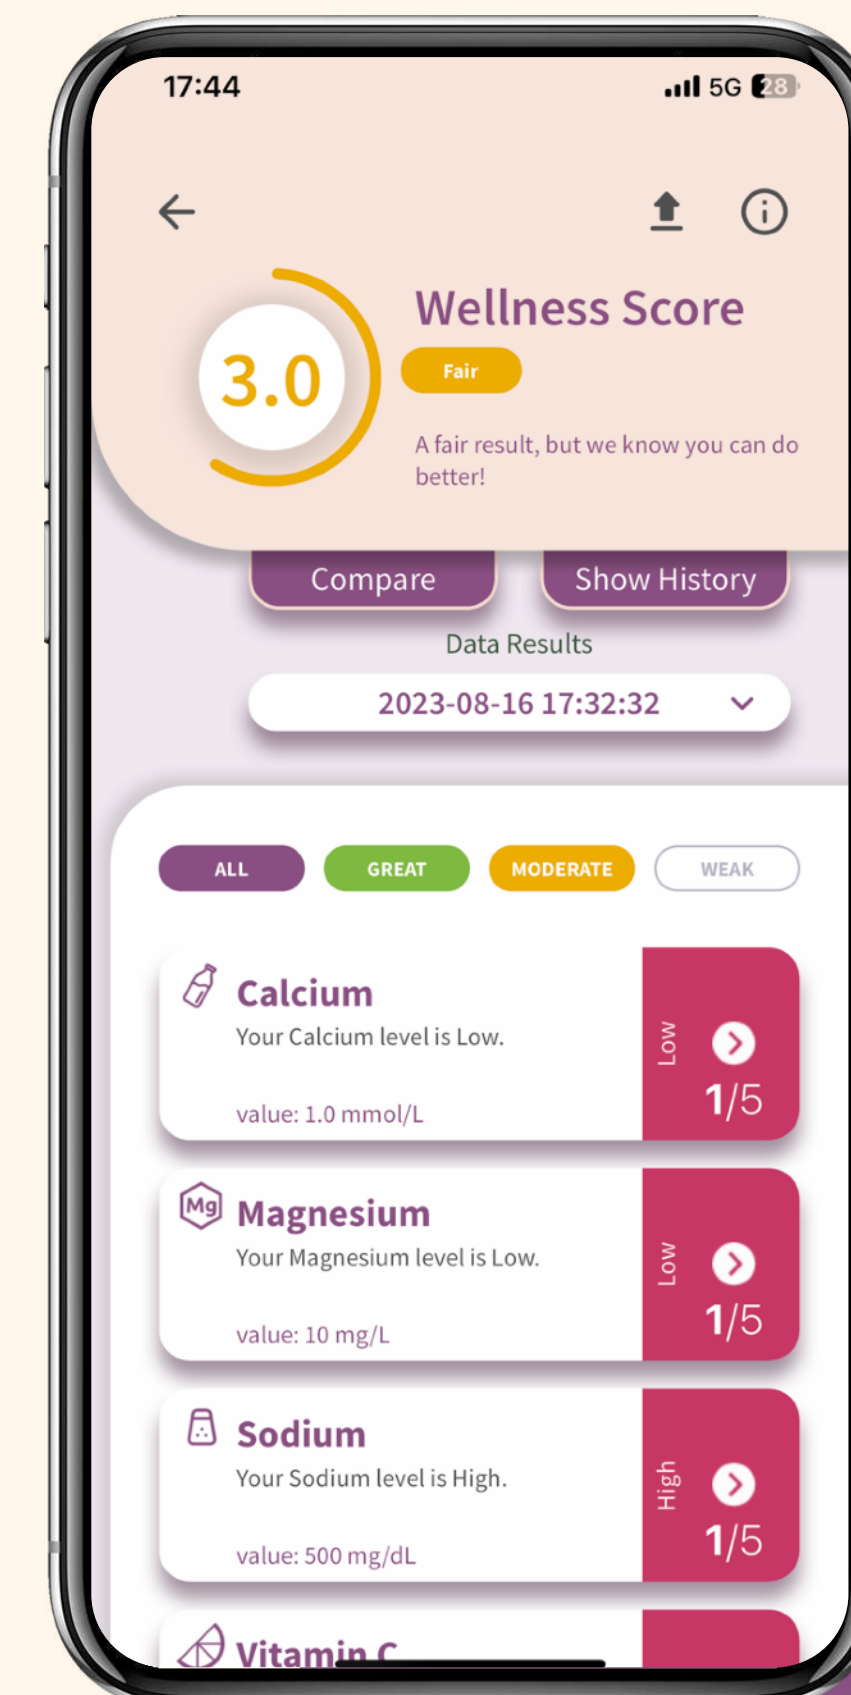 17:44
5G 28
Wellness Score
3.0
Fair
A fair result, but we know you can do
better!
Compare
Show History
Data Results
2023-08-16 17:32:32
ALL
GREAT
MODERATE
WEAK
Calcium
Your Calcium level is Low.
value: 1.0 mmol/L
Low
1/5
Mg
Magnesium
Your Magnesium level is Low.
value: 10 mg/L
Low
1/5
Sodium
Your Sodium level is High.
value: 500 mg/dL
High
1/5
Vitamin C